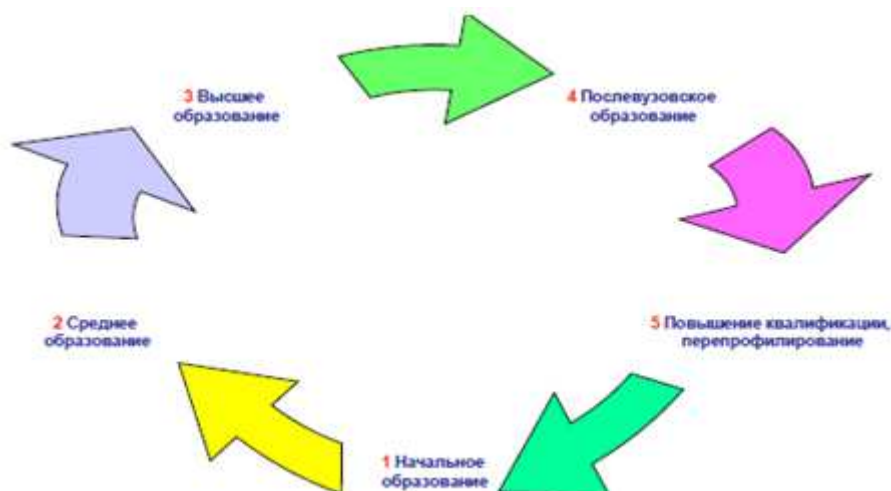 3 Высшее
образование
4 Послевузовское
образование
2 Среднее
образование
5 Повышение квалификации,
перепрофилирование
1 Начальное
образование